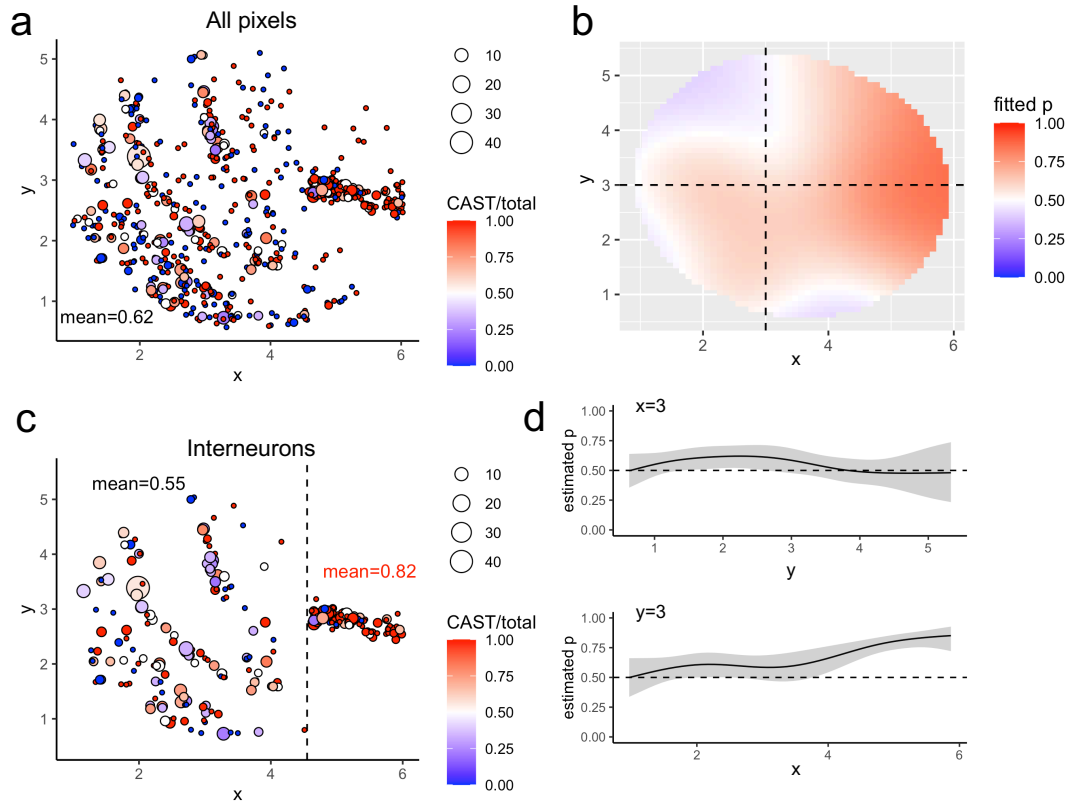 a
All pixels
5
4
3
2
1
y
mean=0.62
2
4
6
x
10
20
30
40
CAST/total
1.00
0.75
0.50
0.25
0.00
b
5
4
3
2
1
y
2
4
6
x
fitted p
1.00
0.75
0.50
0.25
0.00
c
Interneurons
mean=0.55
mean=0.82
5
4
3
2
1
y
2
4
6
x
10
20
30
40
CAST/total
1.00
0.75
0.50
0.25
0.00
d
x=3
estimated p
1.00
0.75
0.50
0.25
0.00
1
2
3
4
5
y
y=3
estimated p
1.00
0.75
0.50
0.25
0.00
1
2
3
4
5
6
x